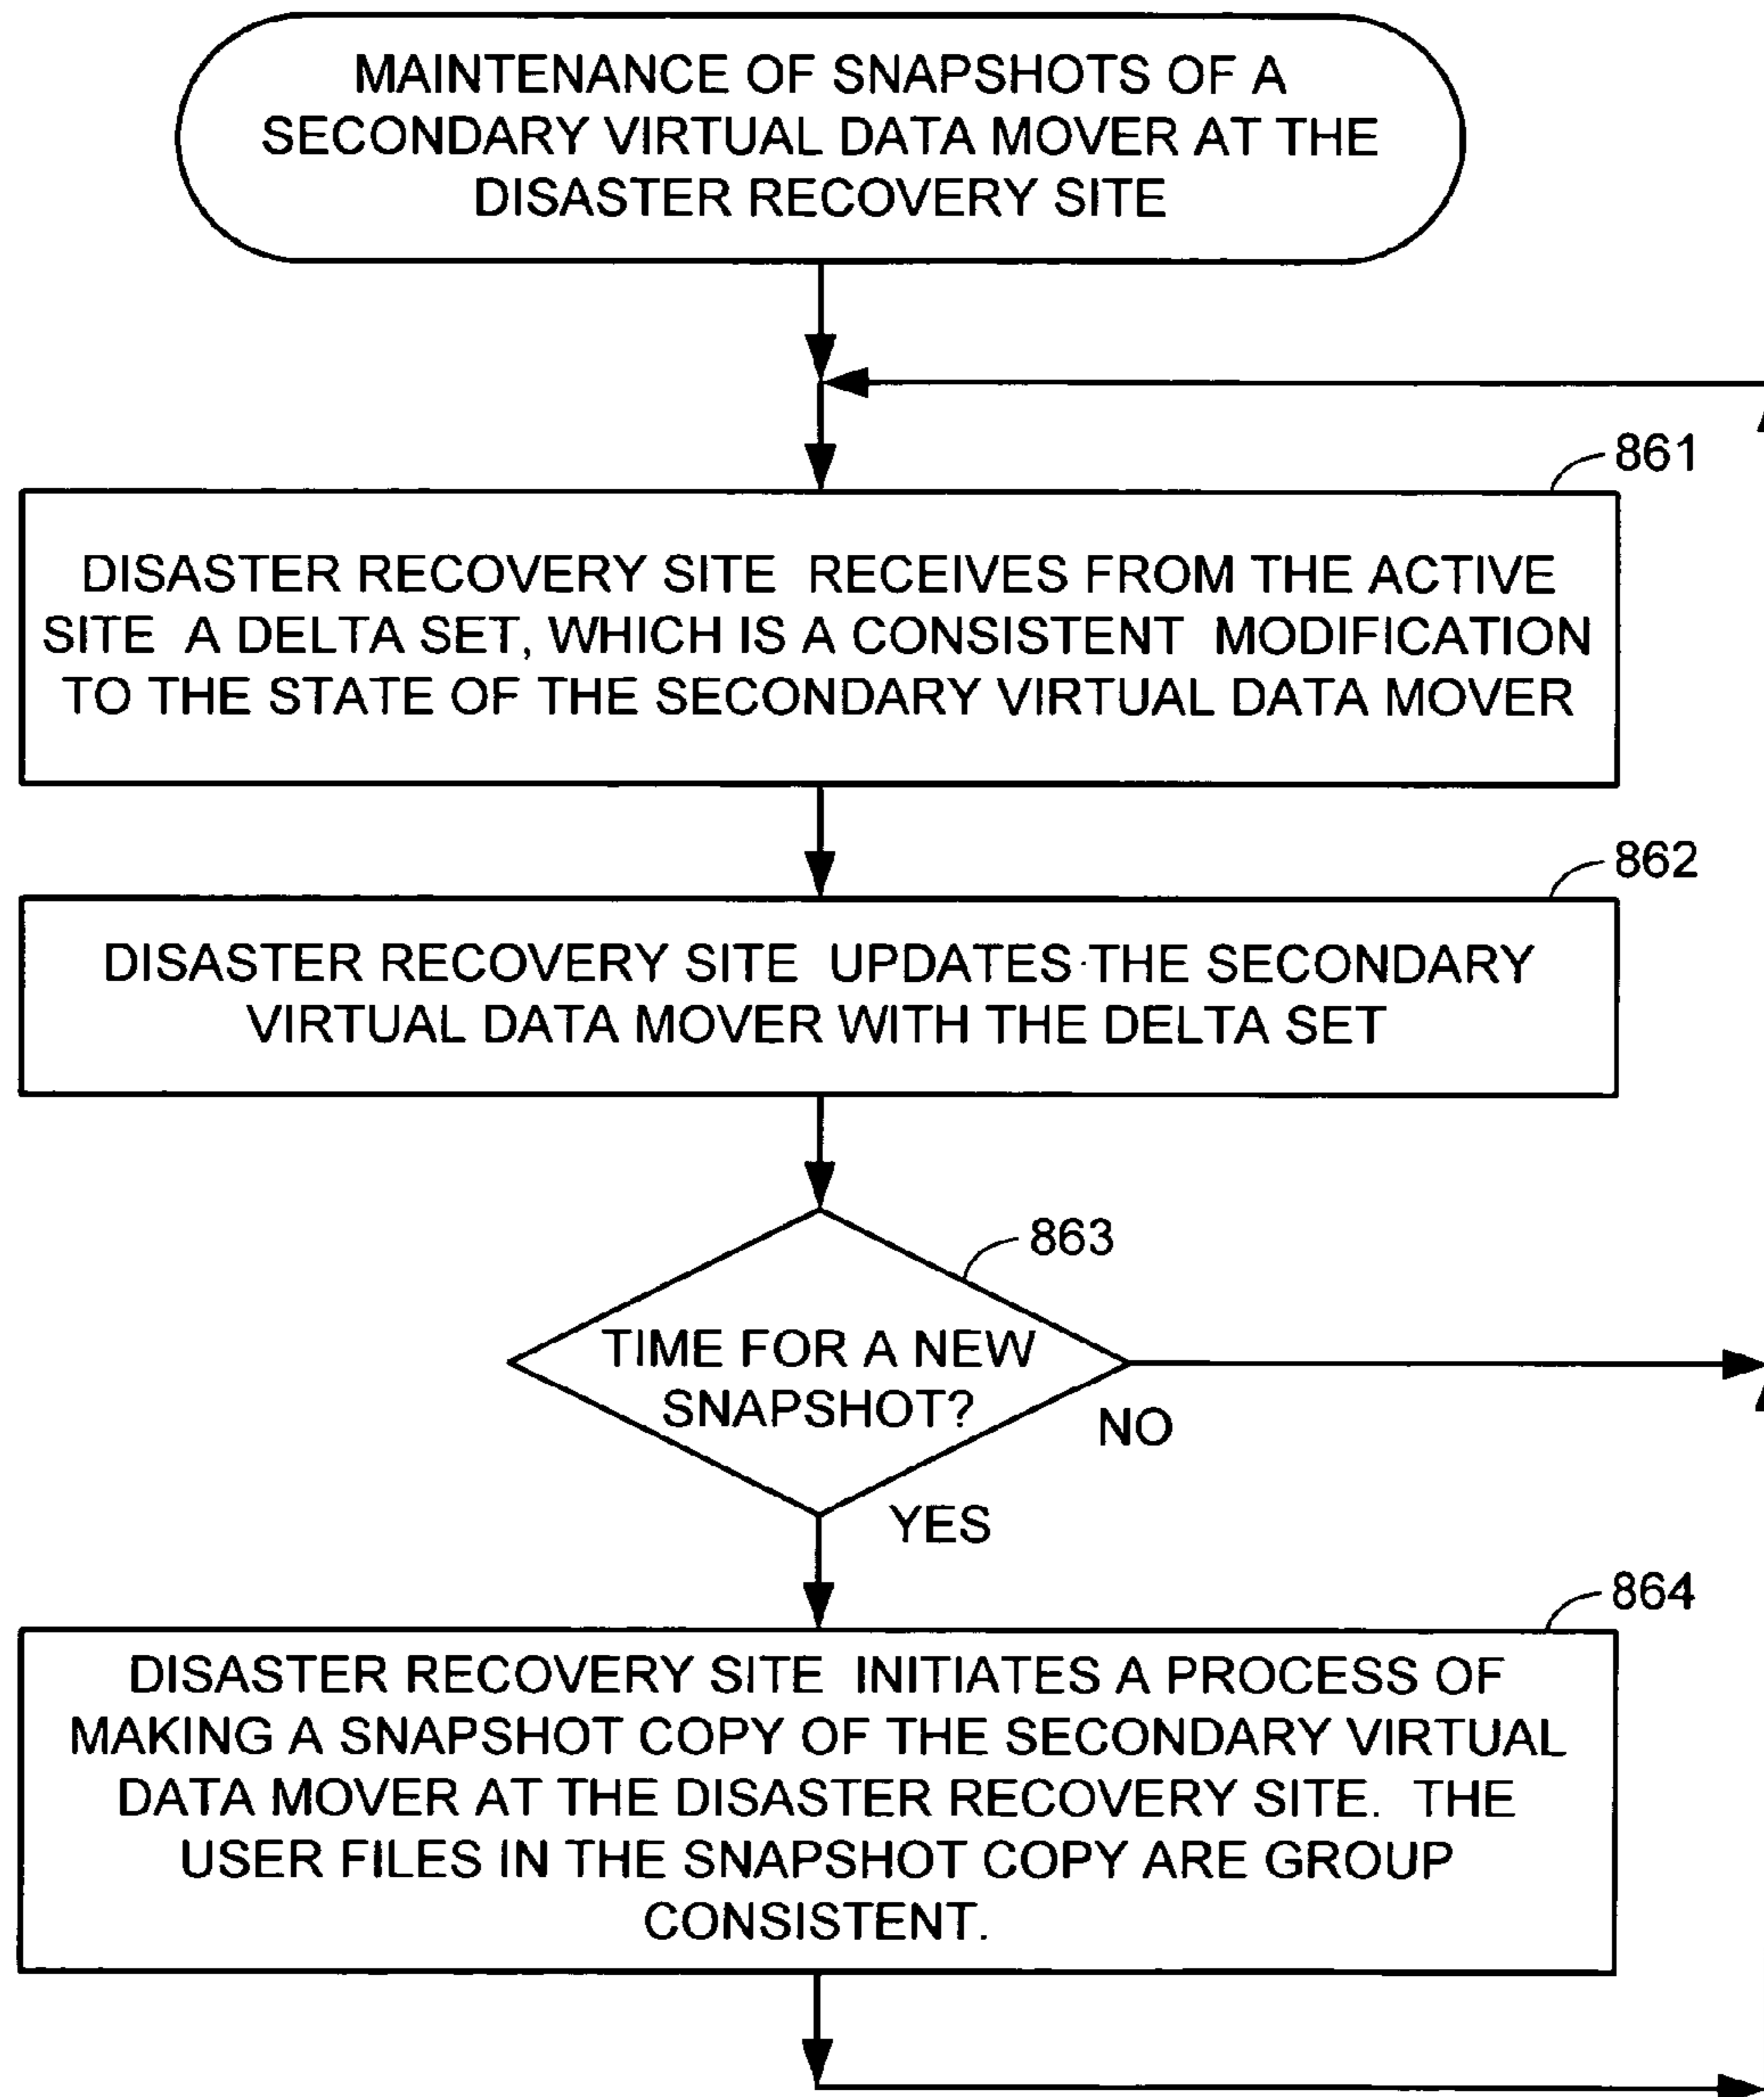 MAINTENANCE OF SNAPSHOTS OF A
SECONDARY VIRTUAL DATA MOVER AT THE
DISASTER RECOVERY SITE
861
DISASTER RECOVERY SITE RECEIVES FROM THE ACTIVE
SITE A DELTA SET, WHICH IS A CONSISTENT MODIFICATION
TO THE STATE OF THE SECONDARY VIRTUAL DATA MOVER
862
DISASTER RECOVERY SITE UPDATES THE SECONDARY
VIRTUAL DATA MOVER WITH THE DELTA SET
863
TIME FOR A NEW
SNAPSHOT?
NO
YES
864
DISASTER RECOVERY SITE INITIATES A PROCESS OF
MAKING A SNAPSHOT COPY OF THE SECONDARY VIRTUAL
DATA MOVER AT THE DISASTER RECOVERY SITE. THE
USER FILES IN THE SNAPSHOT COPY ARE GROUP
CONSISTENT.